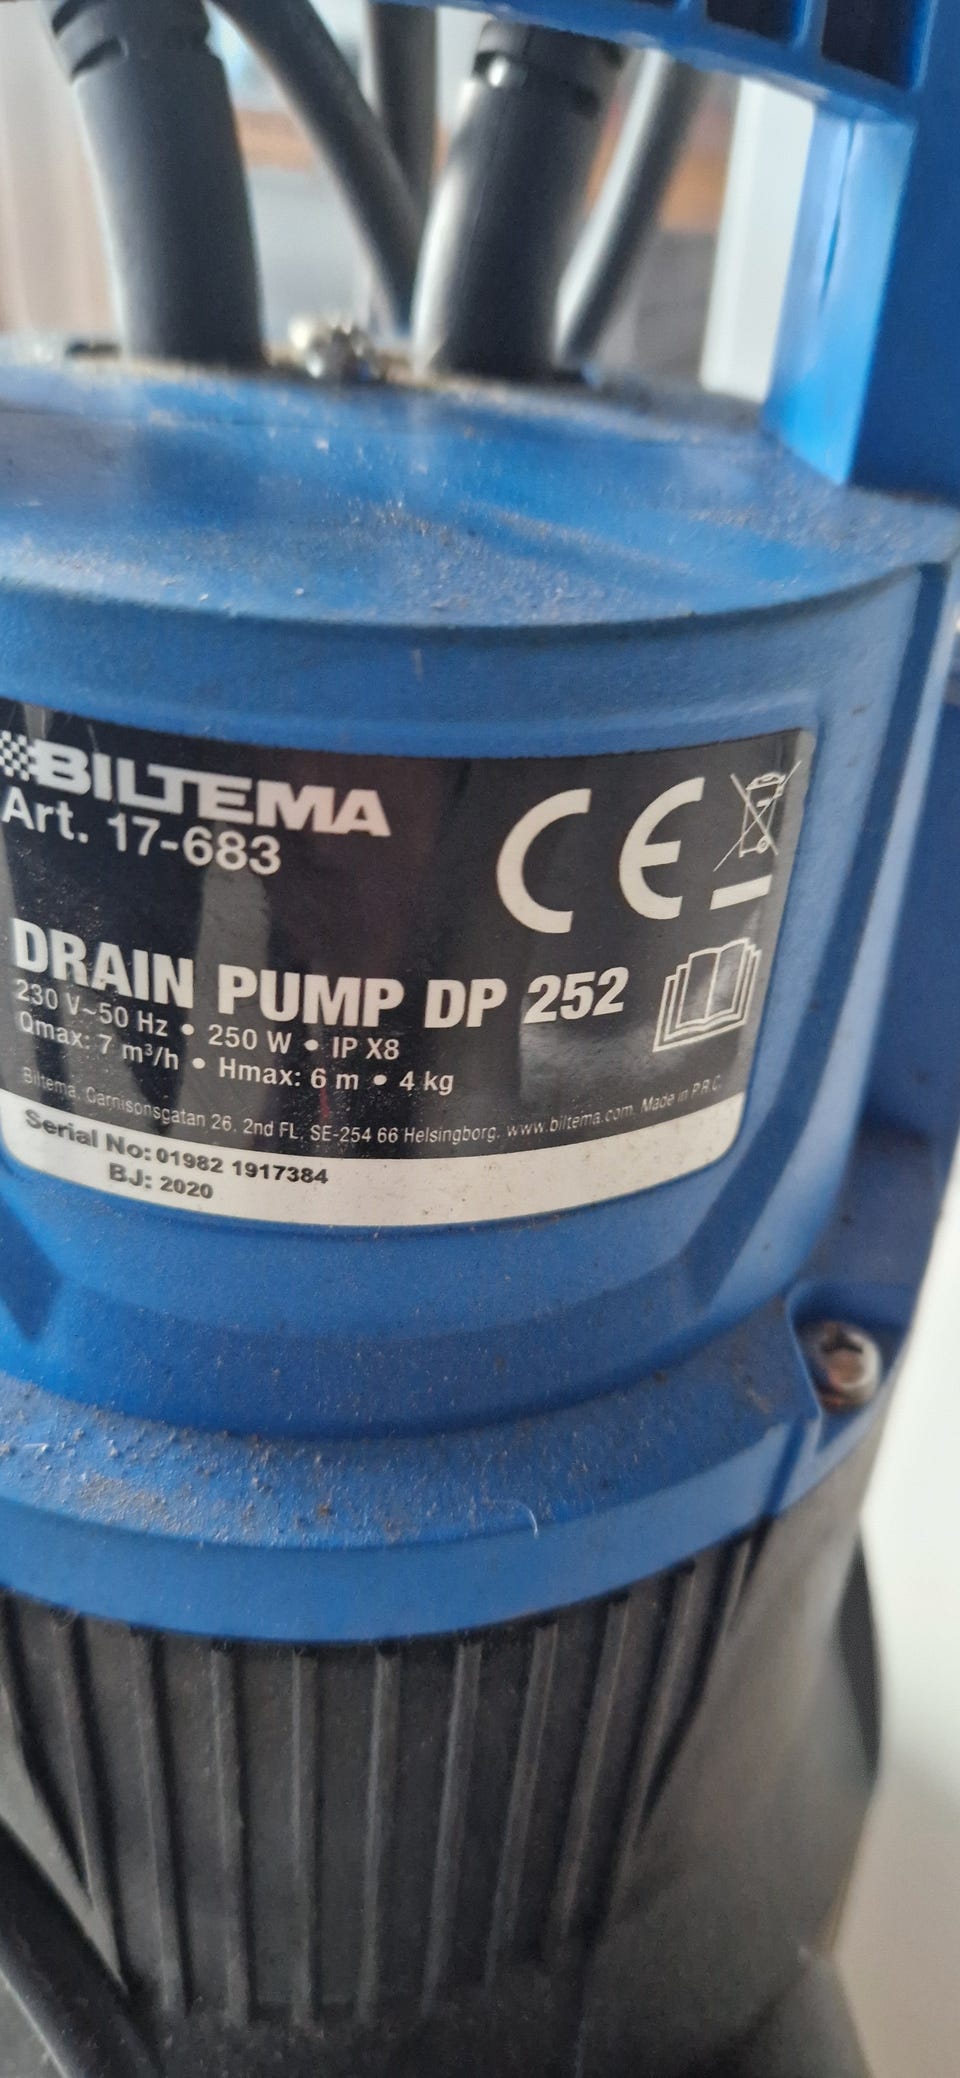 BILTEMA
Art. 17-683
CE
DRAIN PUMP DP 252
230 V~50 Hz • 250 W • IP X8
Qmax: 7 m³/h • Hmax: 6 m • 4 kg
Biltema, Garnisonsgatan 26, 2nd FL, SE-254 66 Helsingborg. www.biltema.com. Made in P.R.C.
Serial No: 01982 1917384
BJ: 2020